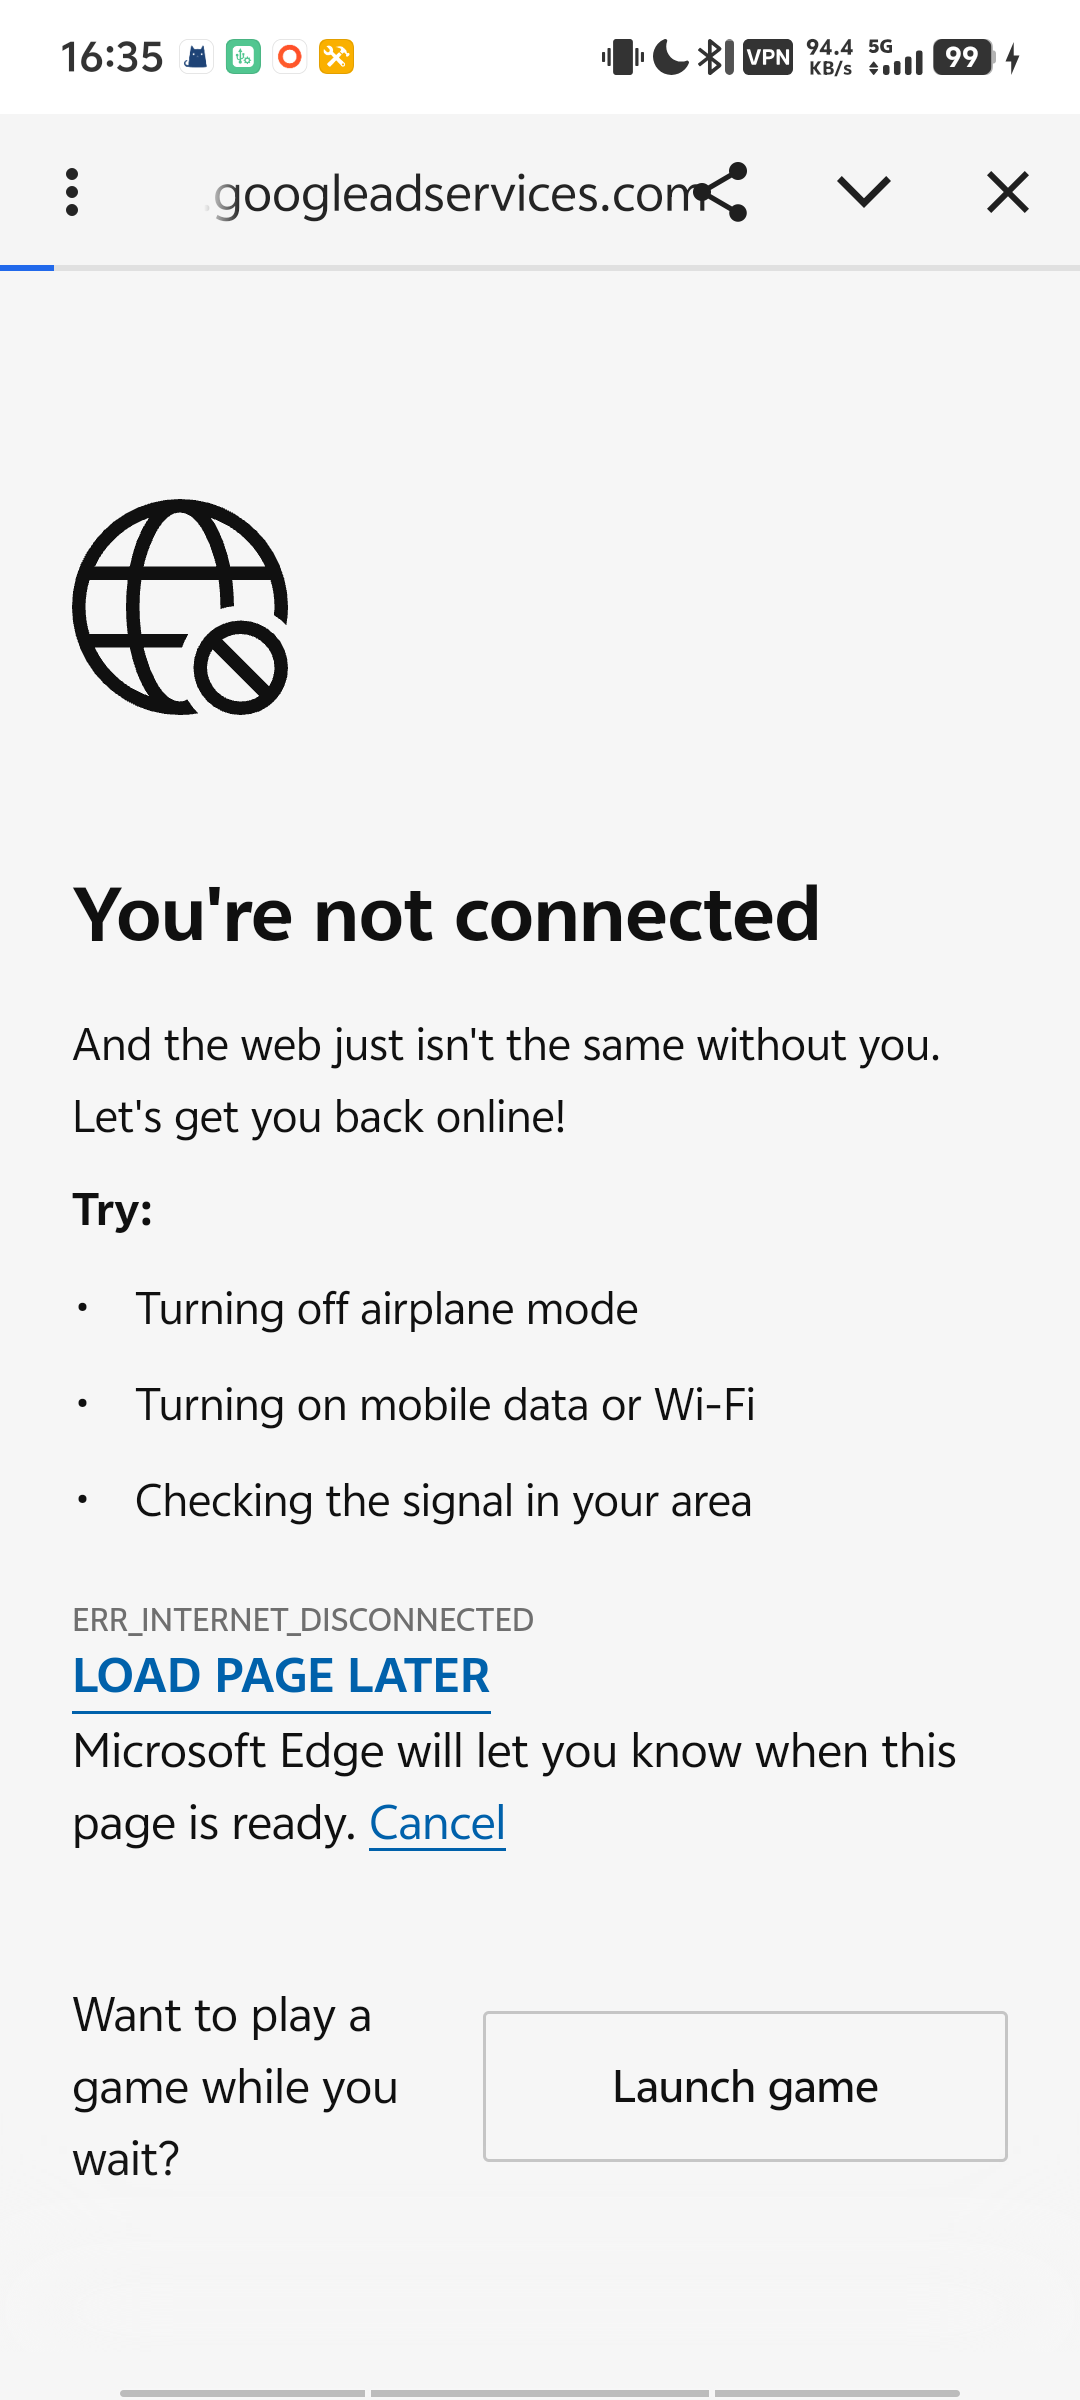 16:35
VPN
94.4
KB/s
5G
99
.googleadservices.com
You're not connected
And the web just isn't the same without you.
Let's get you back online!
Try:
• Turning off airplane mode
• Turning on mobile data or Wi-Fi
• Checking the signal in your area
ERR_INTERNET_DISCONNECTED
LOAD PAGE LATER
Microsoft Edge will let you know when this
page is ready. Cancel
Want to play a
game while you
wait?
Launch game